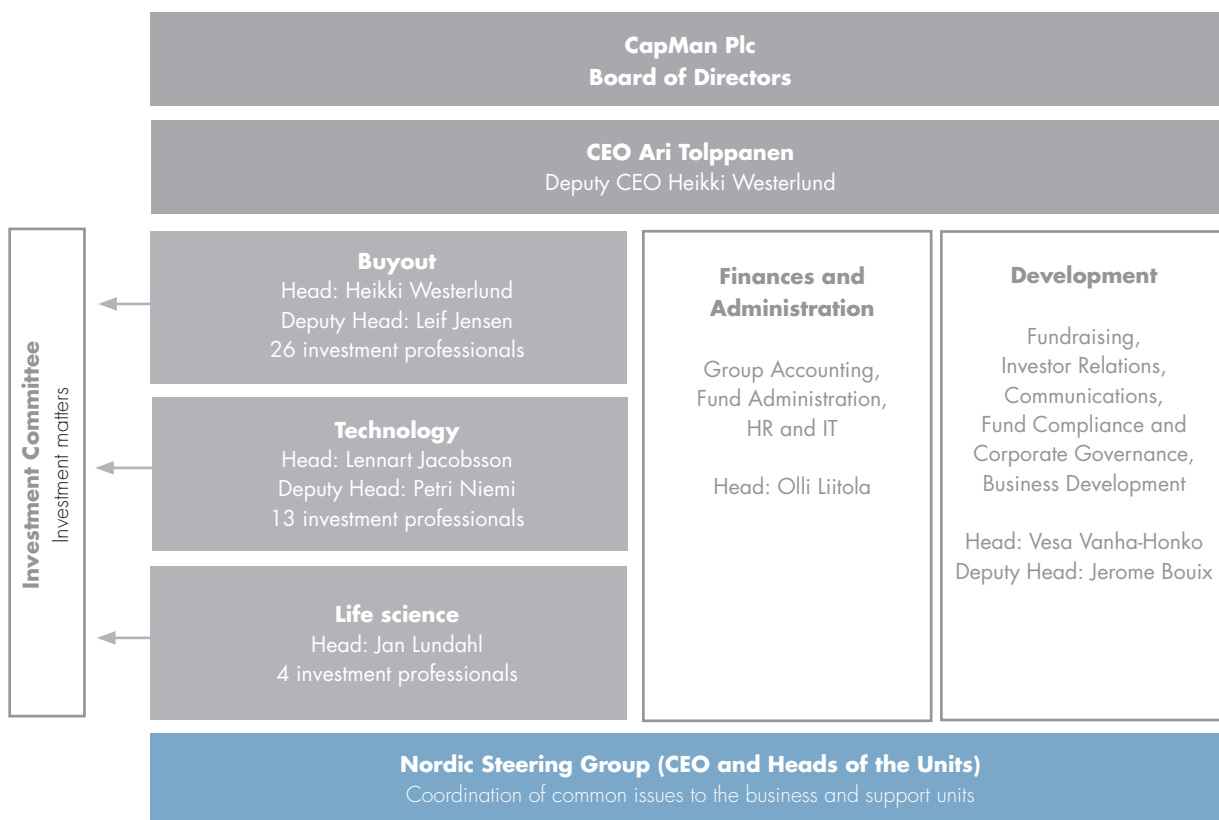 CapMan Plc
Board of Directors
CEO Ari Tolppanen
Deputy CEO Heikki Westerlund
Investment Committee
Investment matters
Buyout
Head: Heikki Westerlund
Deputy Head: Leif Jensen
26 investment professionals
Technology
Head: Lennart Jacobsson
Deputy Head: Petri Niemi
13 investment professionals
Life science
Head: Jan Lundahl
4 investment professionals
Finances and
Administration
Group Accounting,
Fund Administration,
HR and IT
Head: Olli Liitola
Development
Fundraising,
Investor Relations,
Communications,
Fund Compliance and
Corporate Governance,
Business Development
Head: Vesa Vanha-Honko
Deputy Head: Jerome Bouix
Nordic Steering Group (CEO and Heads of the Units)
Coordination of common issues to the business and support units